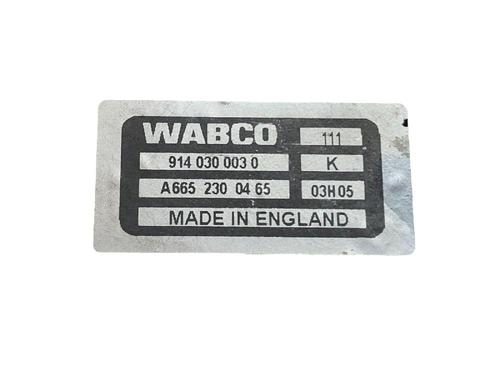 WABCO 111
914 030 003 0 K
A665 230 04 65 03H05
MADE IN ENGLAND